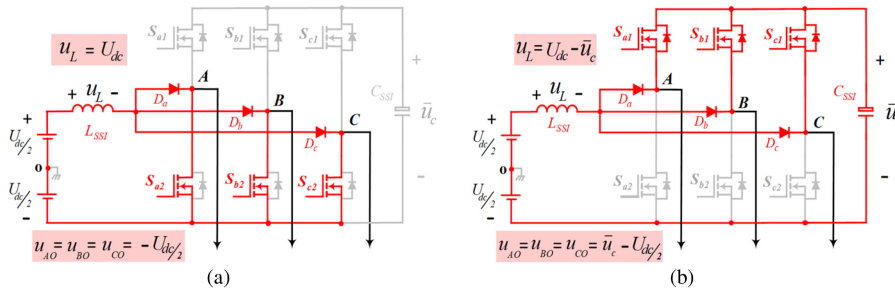 S_a1 S_b1 S_c1
u_L = U_dc
A
+
u_L
+ -
D_a
B
C_SSI
ū_c
+
L_SSI
D_b
C
U_dc/2
D_c
o
S_a2 S_b2 S_c2
-
U_dc/2
-
u_AO = u_BO = u_CO = -U_dc/2
(a)
S_a1 S_b1 S_c1
u_L = U_dc - ū_c
A
+
u_L
+ -
D_a
B
C_SSI
ū
+
L_SSI
D_b
C
U_dc/2
D_c
o
S_a2 S_b2 S_c2
-
U_dc/2
-
u_AO = u_BO = u_CO = ū_c - U_dc/2
(b)